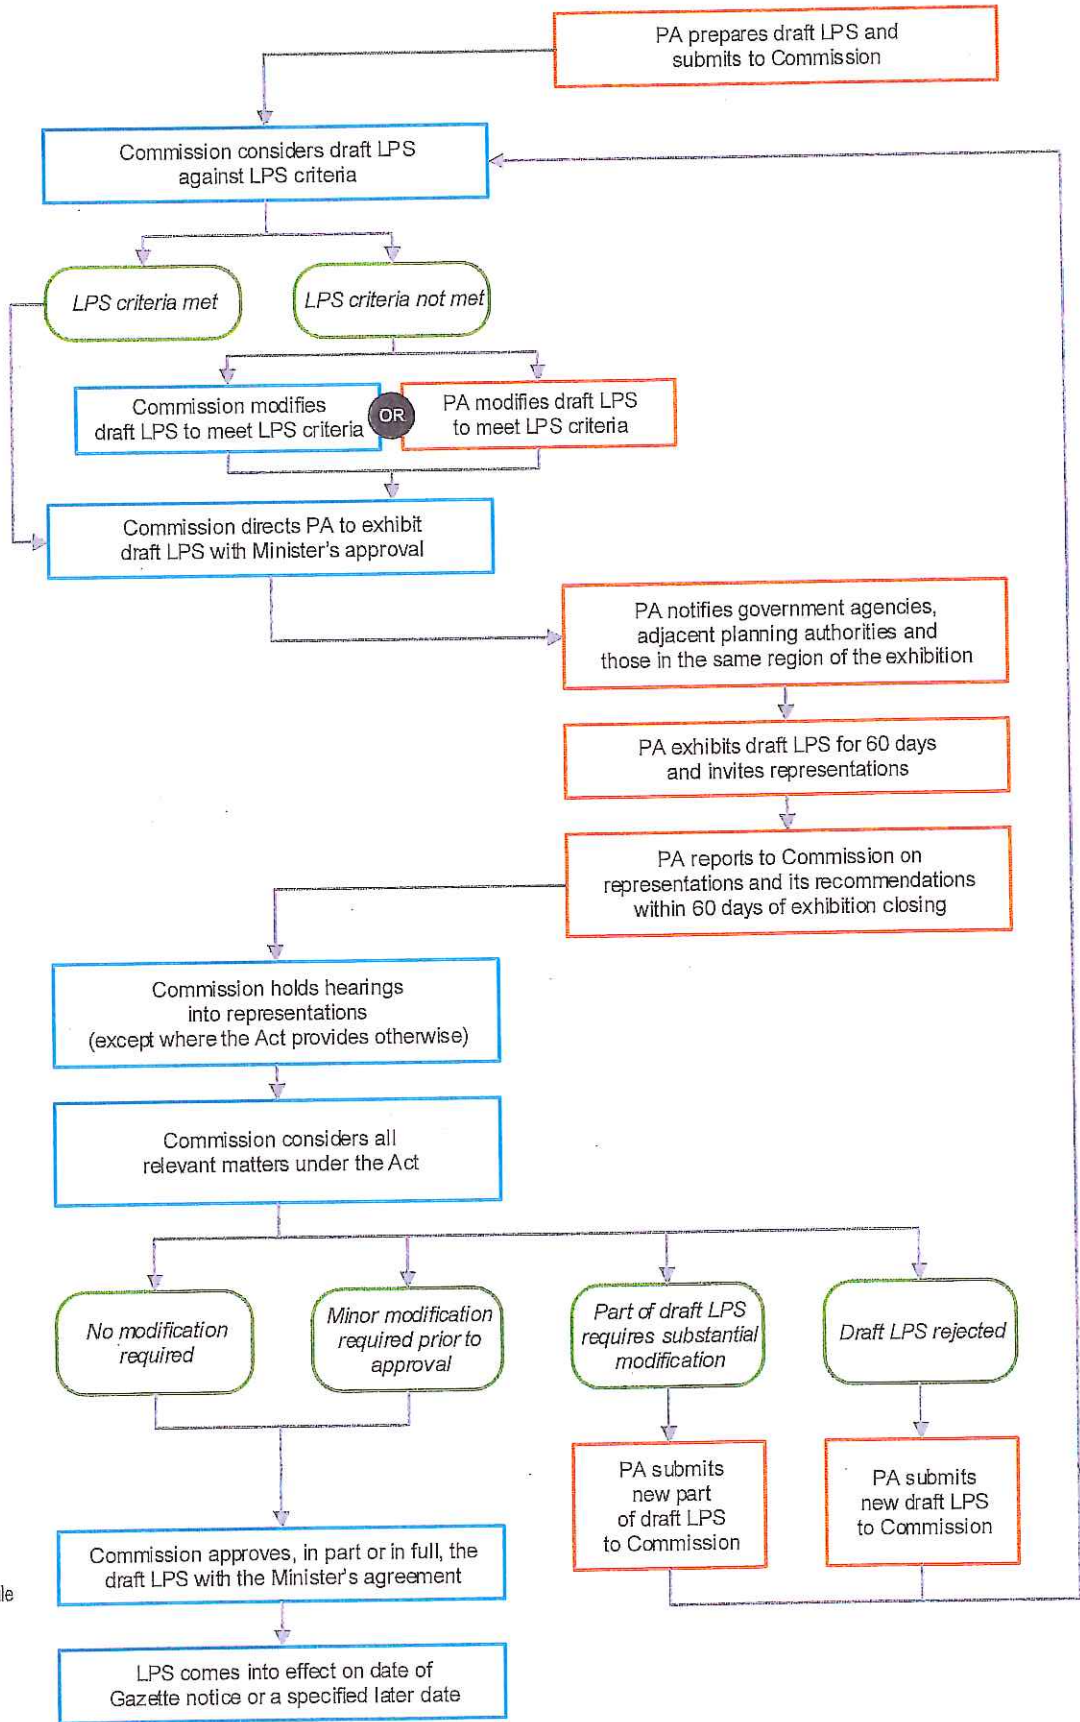 PA prepares draft LPS and
submits to Commission
Commission considers draft LPS
against LPS criteria
LPS criteria met
LPS criteria not met
Commission modifies
draft LPS to meet LPS criteria
OR
PA modifies draft LPS
to meet LPS criteria
Commission directs PA to exhibit
draft LPS with Minister's approval
PA notifies government agencies,
adjacent planning authorities and
those in the same region of the exhibition
PA exhibits draft LPS for 60 days
and invites representations
PA reports to Commission on
representations and its recommendations
within 60 days of exhibition closing
Commission holds hearings
into representations
(except where the Act provides otherwise)
Commission considers all
relevant matters under the Act
No modification
required
Minor modification
required prior to
approval
Part of draft LPS
requires substantial
modification
Draft LPS rejected
PA submits
new part
of draft LPS
to Commission
PA submits
new draft LPS
to Commission
Commission approves, in part or in full, the
draft LPS with the Minister's agreement
LPS comes into effect on date of
Gazette notice or a specified later date